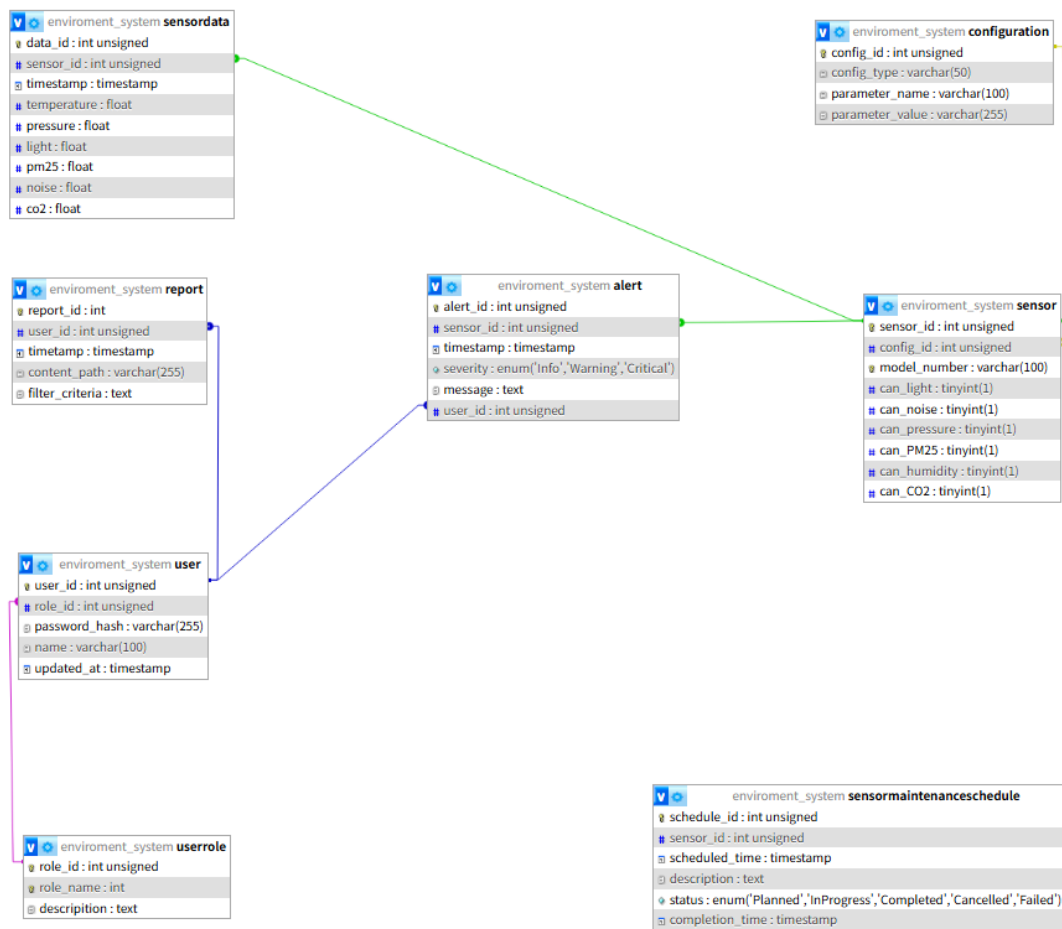 enviroment_system sensordata
data_id : int unsigned
sensor_id : int unsigned
timestamp : timestamp
temperature : float
pressure : float
light : float
pm25 : float
noise : float
co2 : float
enviroment_system configuration
config_id : int unsigned
config_type : varchar(50)
parameter_name : varchar(100)
parameter_value : varchar(255)
enviroment_system report
report_id : int
user_id : int unsigned
timetamp : timestamp
content_path : varchar(255)
filter_criteria : text
enviroment_system alert
alert_id : int unsigned
sensor_id : int unsigned
timestamp : timestamp
severity : enum('Info','Warning','Critical')
message : text
user_id : int unsigned
enviroment_system sensor
sensor_id : int unsigned
config_id : int unsigned
model_number : varchar(100)
can_light : tinyint(1)
can_noise : tinyint(1)
can_pressure : tinyint(1)
can_PM25 : tinyint(1)
can_humidity : tinyint(1)
can_CO2 : tinyint(1)
enviroment_system user
user_id : int unsigned
role_id : int unsigned
password_hash : varchar(255)
name : varchar(100)
updated_at : timestamp
enviroment_system userrole
role_id : int unsigned
role_name : int
descripition : text
enviroment_system sensormaintenanceschedule
schedule_id : int unsigned
sensor_id : int unsigned
scheduled_time : timestamp
description : text
status : enum('Planned','InProgress','Completed','Cancelled','Failed')
completion_time : timestamp